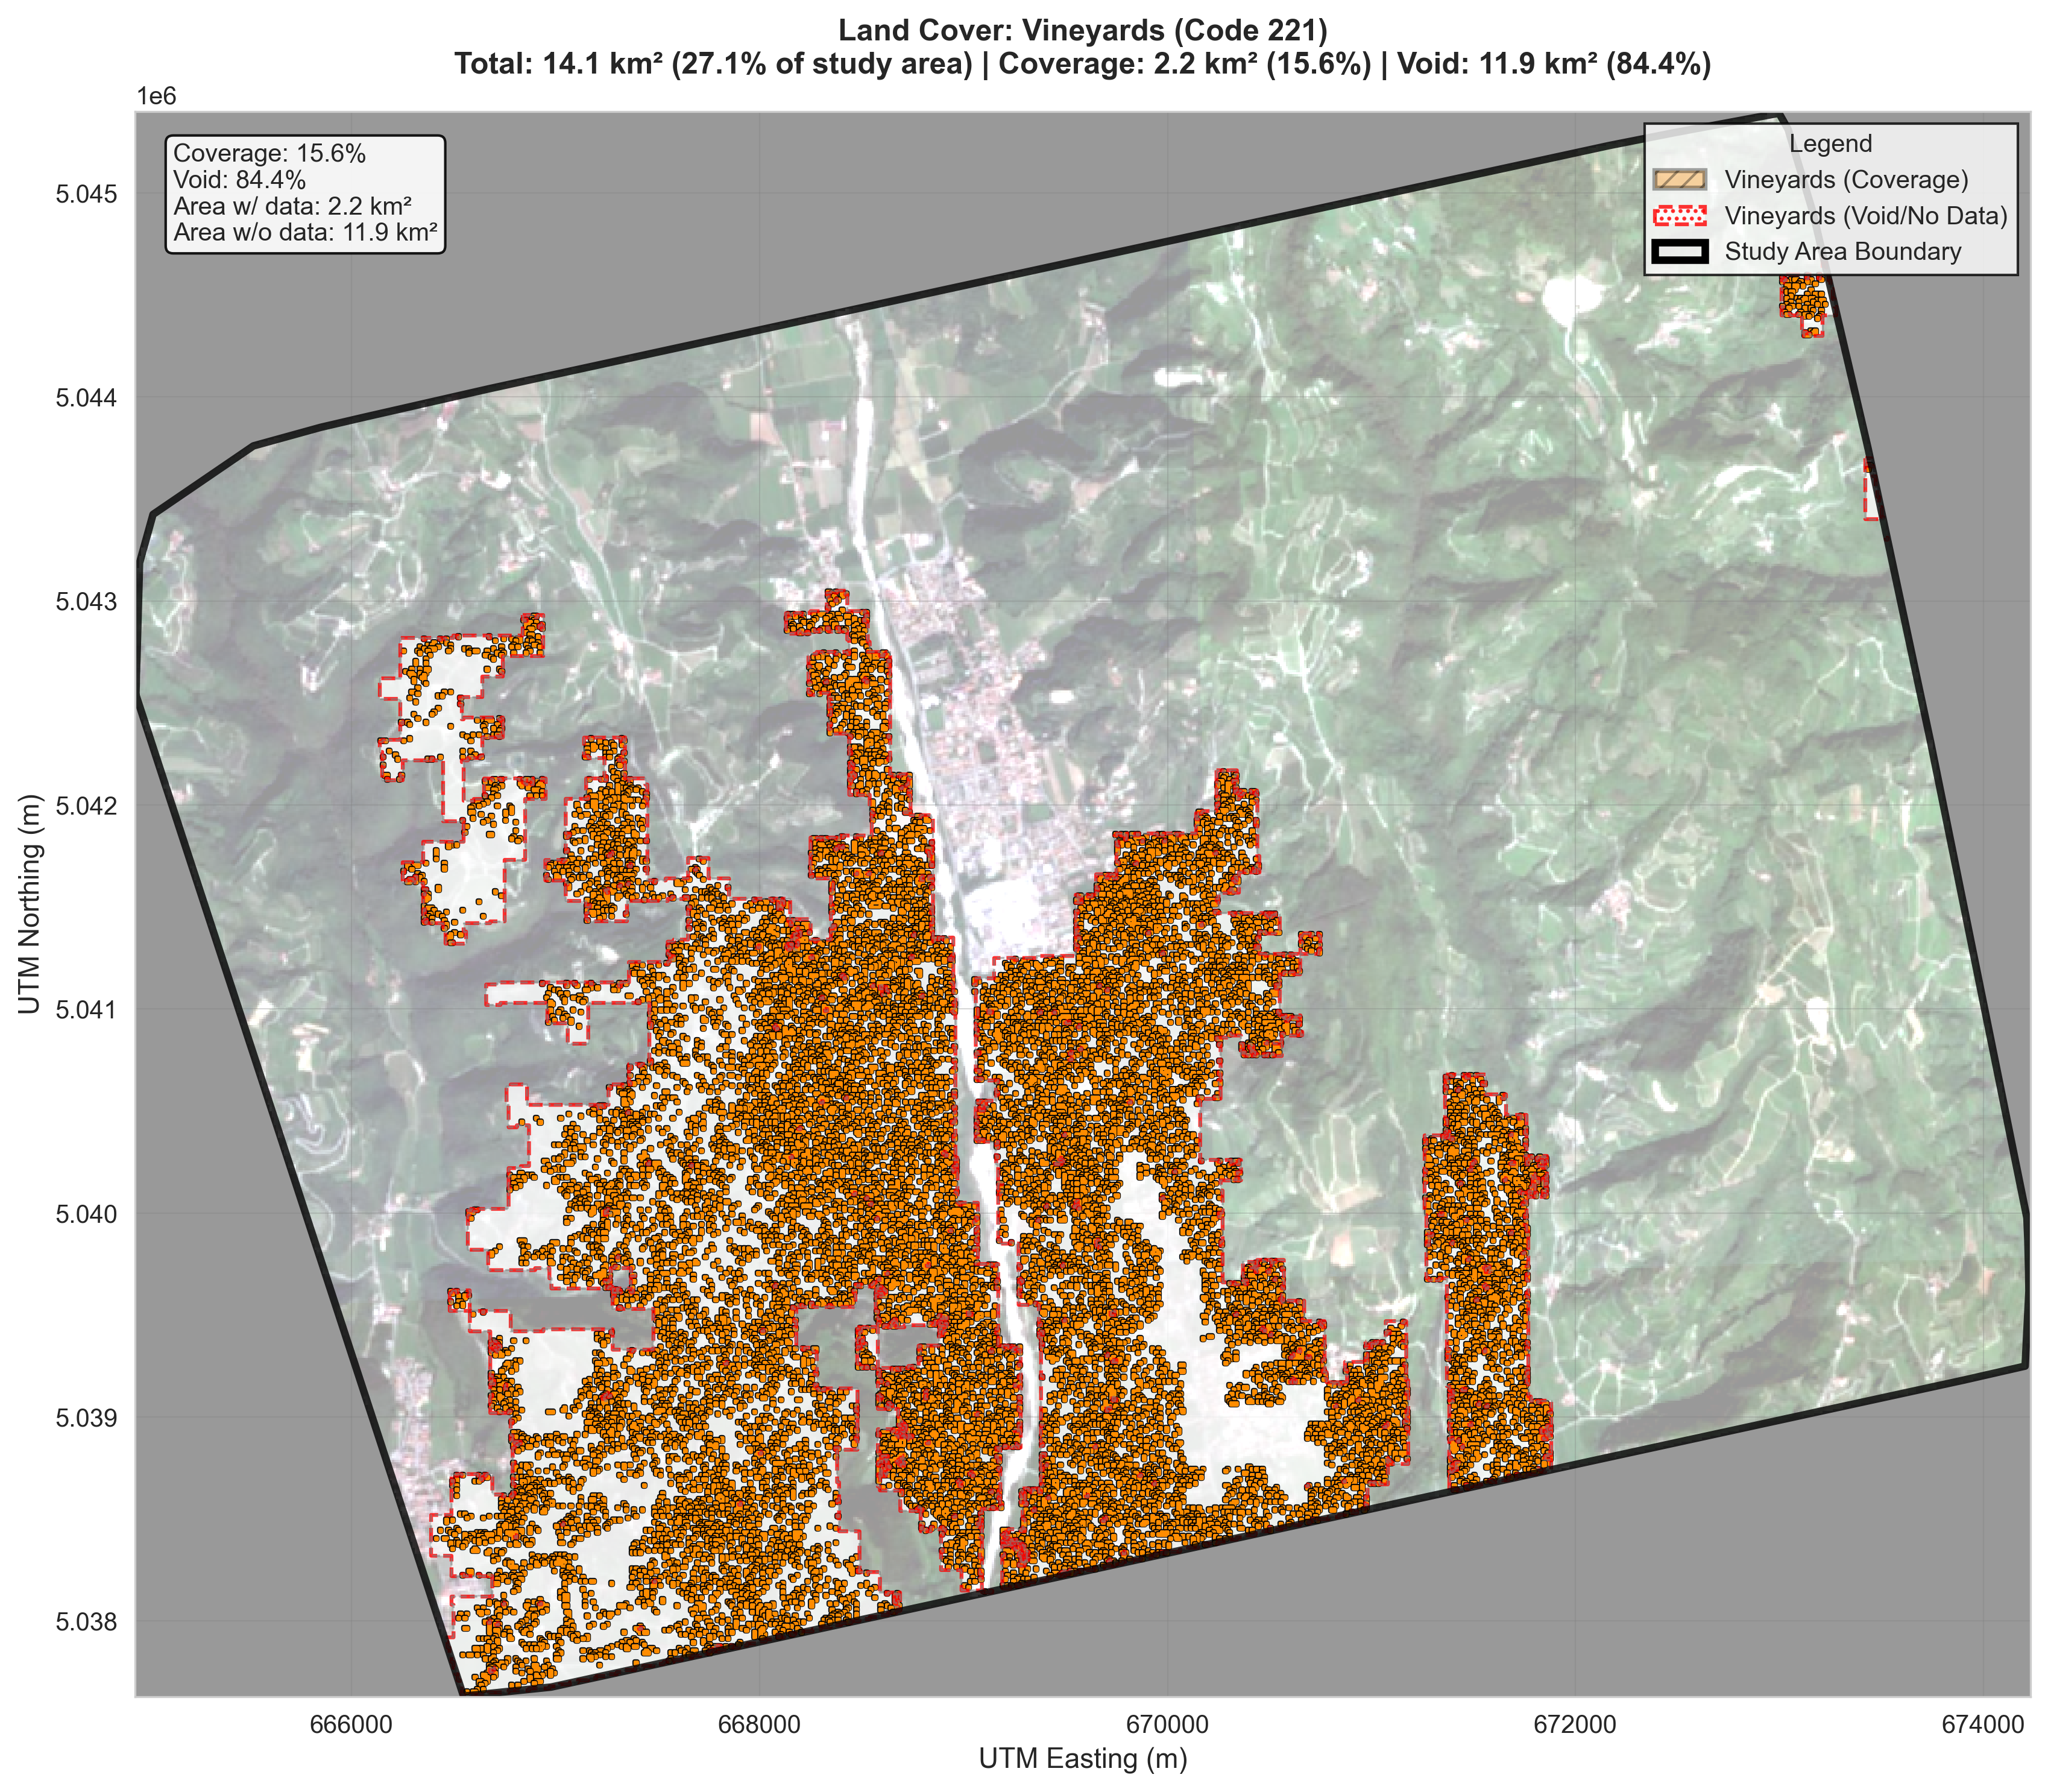 Land Cover: Vineyards (Code 221)
Total: 14.1 km² (27.1% of study area) | Coverage: 2.2 km² (15.6%) | Void: 11.9 km² (84.4%)
1e6
Coverage: 15.6%
Void: 84.4%
Area w/ data: 2.2 km²
Area w/o data: 11.9 km²
Legend
Vineyards (Coverage)
Vineyards (Void/No Data)
Study Area Boundary
5.045
5.044
5.043
5.042
5.041
5.040
5.039
5.038
UTM Northing (m)
666000
668000
670000
672000
674000
UTM Easting (m)